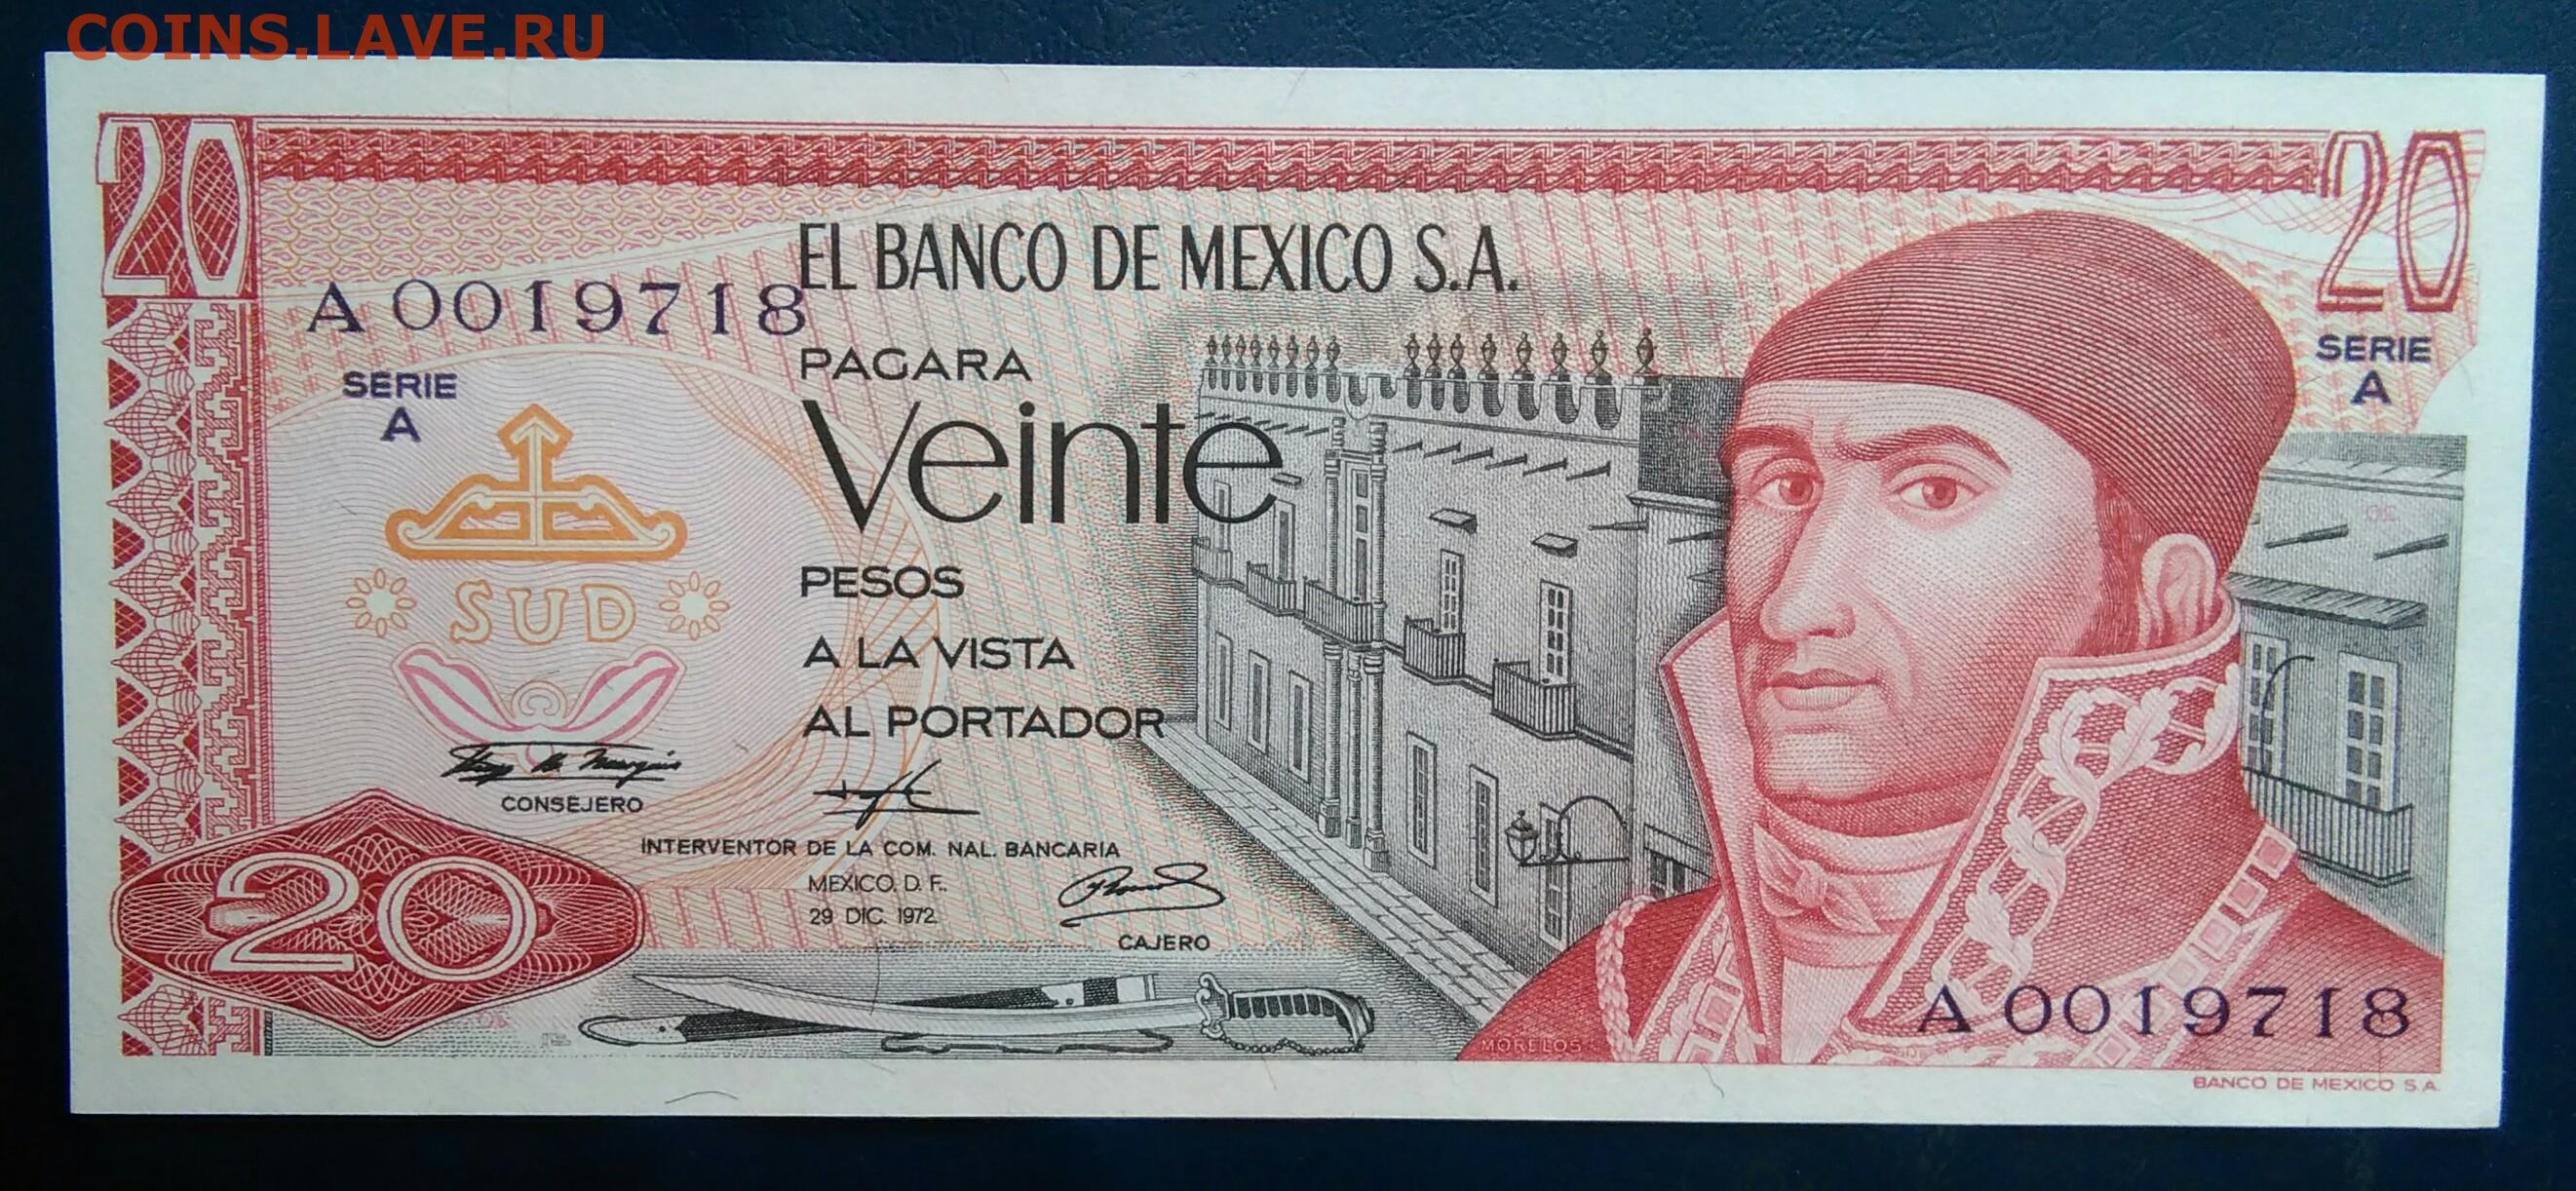 COINS.LAVE.RU
20
20
EL BANCO DE MEXICO S.A.
A 0019718
PAGARA
SERIE
A
SERIE
A
Veinte
PESOS
SUD
A LA VISTA
AL PORTADOR
CONSEJERO
INTERVENTOR DE LA COM. NAL. BANCARIA
MEXICO, D. F.
29 DIC. 1972
CAJERO
20
A 0019718
MORELOS
BANCO DE MEXICO S.A.